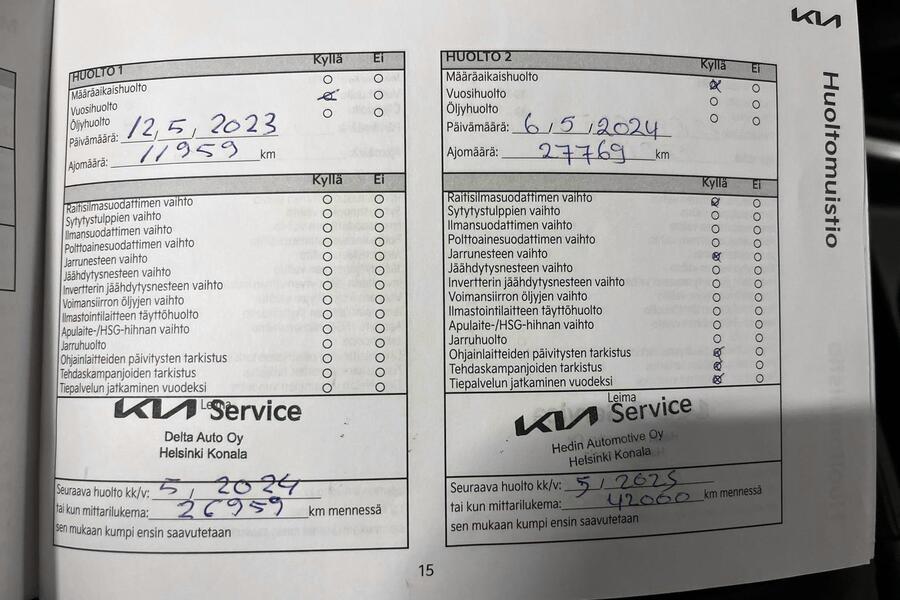 KIA
Huoltomuistio
HUOLTO 1 Kyllä Ei
Määräaikaishuolto
Vuosihuolto
Öljyhuolto
Päivämäärä: 12, 5, 2023
Ajomäärä: 11959 km
Kyllä Ei
Raitisilmasuodattimen vaihto
Sytytystulppien vaihto
Ilmansuodattimen vaihto
Polttoainesuodattimen vaihto
Jarrunesteen vaihto
Jäähdytysnesteen vaihto
Invertterin jäähdytysnesteen vaihto
Voimansiirron öljyjen vaihto
Ilmastointilaitteen täyttöhuolto
Apulaite-/HSG-hihnan vaihto
Jarruhuolto
Ohjainlaitteiden päivitysten tarkistus
Tehdaskampanjoiden tarkistus
Tiepalvelun jatkaminen vuodeksi
Leima
KIA Service
Delta Auto Oy
Helsinki Konala
Seuraava huolto kk/v: 5, 2024
tai kun mittarilukema: 26959 km mennessä
sen mukaan kumpi ensin saavutetaan
HUOLTO 2 Kyllä Ei
Määräaikaishuolto
Vuosihuolto
Öljyhuolto
Päivämäärä: 6, 5, 2024
Ajomäärä: 27769 km
Kyllä Ei
Raitisilmasuodattimen vaihto
Sytytystulppien vaihto
Ilmansuodattimen vaihto
Polttoainesuodattimen vaihto
Jarrunesteen vaihto
Jäähdytysnesteen vaihto
Invertterin jäähdytysnesteen vaihto
Voimansiirron öljyjen vaihto
Ilmastointilaitteen täyttöhuolto
Apulaite-/HSG-hihnan vaihto
Jarruhuolto
Ohjainlaitteiden päivitysten tarkistus
Tehdaskampanjoiden tarkistus
Tiepalvelun jatkaminen vuodeksi
Leima
KIA Service
Hedin Automotive Oy
Helsinki Konala
Seuraava huolto kk/v: 5, 2025
tai kun mittarilukema: 42000 km mennessä
sen mukaan kumpi ensin saavutetaan
15